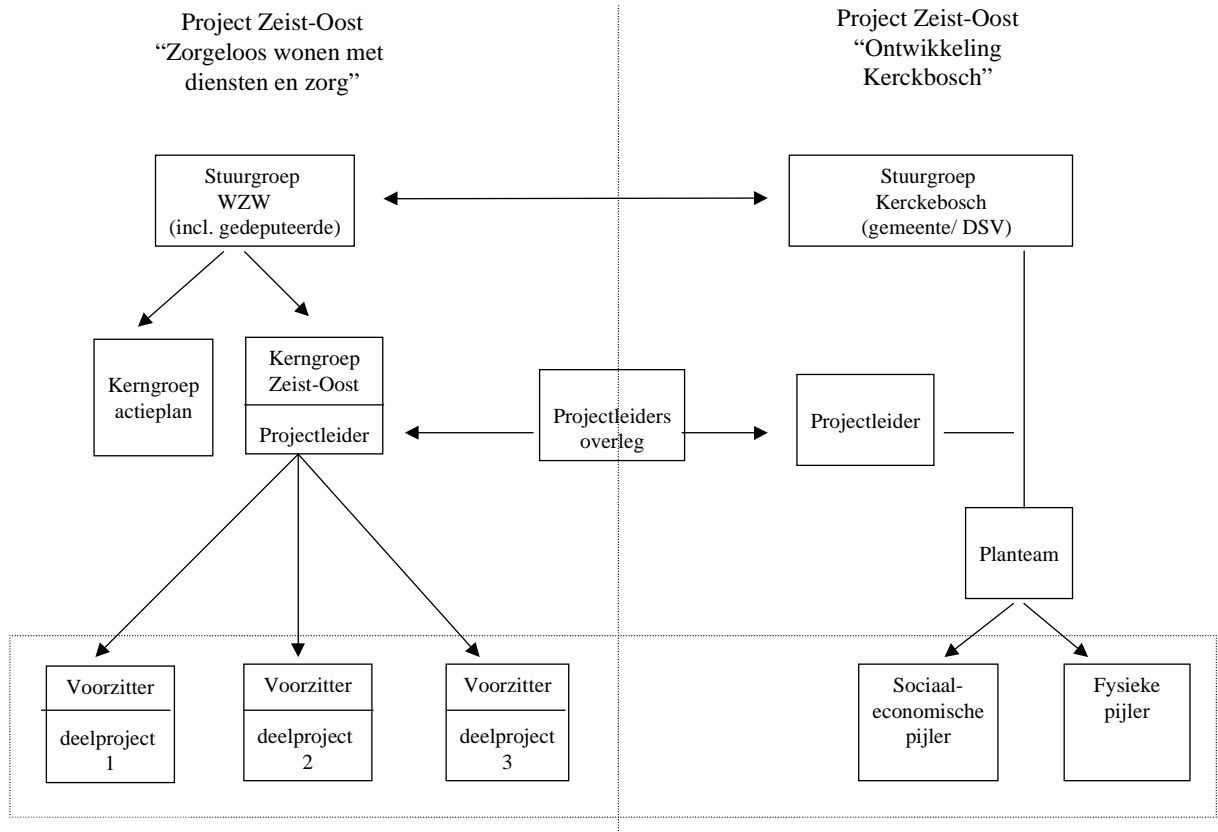 Project Zeist-Oost
“Zorgeloos wonen met
diensten en zorg”
Project Zeist-Oost
“Ontwikkeling
Kerckbosch”
Stuurgroep
WZW
(incl. gedeputeerde)
Stuurgroep
Kerckebosch
(gemeente/ DSV)
Kerngroep
actieplan
Kerngroep
Zeist-Oost
Projectleider
Projectleiders
overleg
Projectleider
Planteam
Voorzitter
deelproject
1
Voorzitter
deelproject
2
Voorzitter
deelproject
3
Sociaal-
economische
pijler
Fysieke
pijler